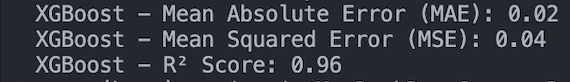 XGBoost – Mean Absolute Error (MAE): 0.02
XGBoost – Mean Squared Error (MSE): 0.04
XGBoost – R² Score: 0.96